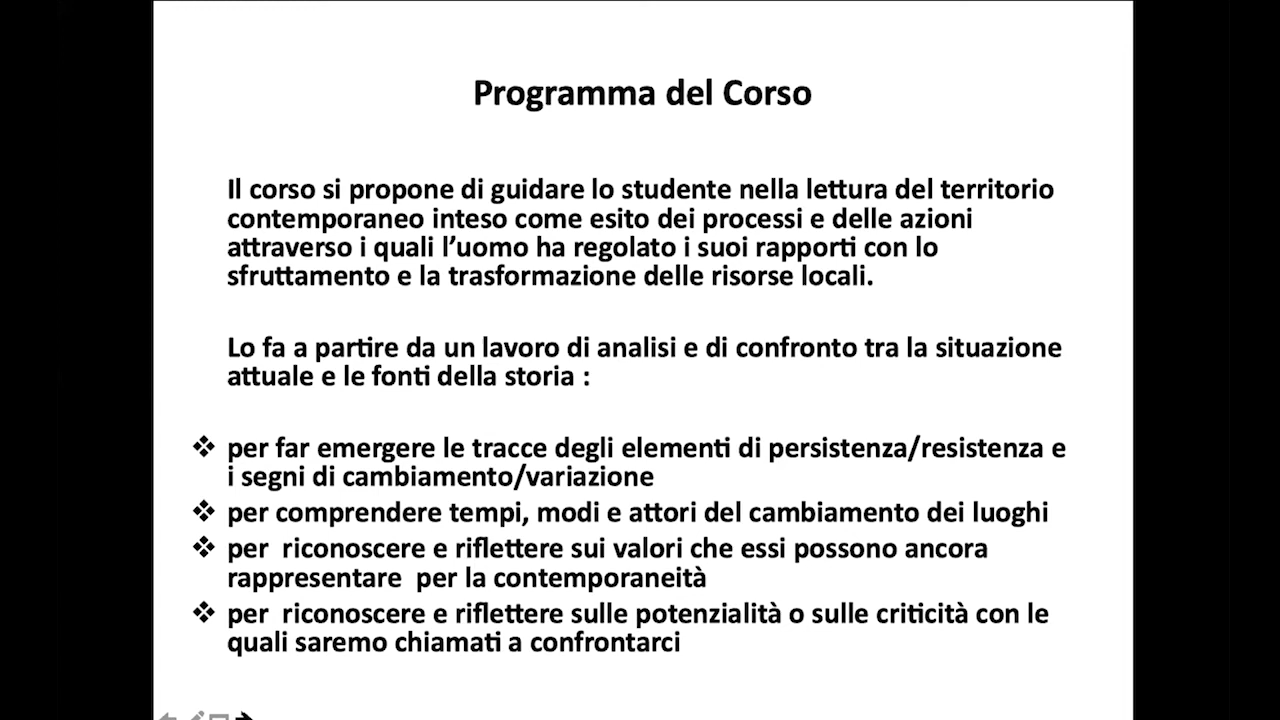 Programma del Corso
Il corso si propone di guidare lo studente nella lettura del territorio
contemporaneo inteso come esito dei processi e delle azioni
attraverso i quali l’uomo ha regolato i suoi rapporti con lo
sfruttamento e la trasformazione delle risorse locali.
Lo fa a partire da un lavoro di analisi e di confronto tra la situazione
attuale e le fonti della storia :
❖ per far emergere le tracce degli elementi di persistenza/resistenza e
i segni di cambiamento/variazione
❖ per comprendere tempi, modi e attori del cambiamento dei luoghi
❖ per  riconoscere e riflettere sui valori che essi possono ancora
rappresentare  per la contemporaneità
❖ per  riconoscere e riflettere sulle potenzialità o sulle criticità con le
quali saremo chiamati a confrontarci